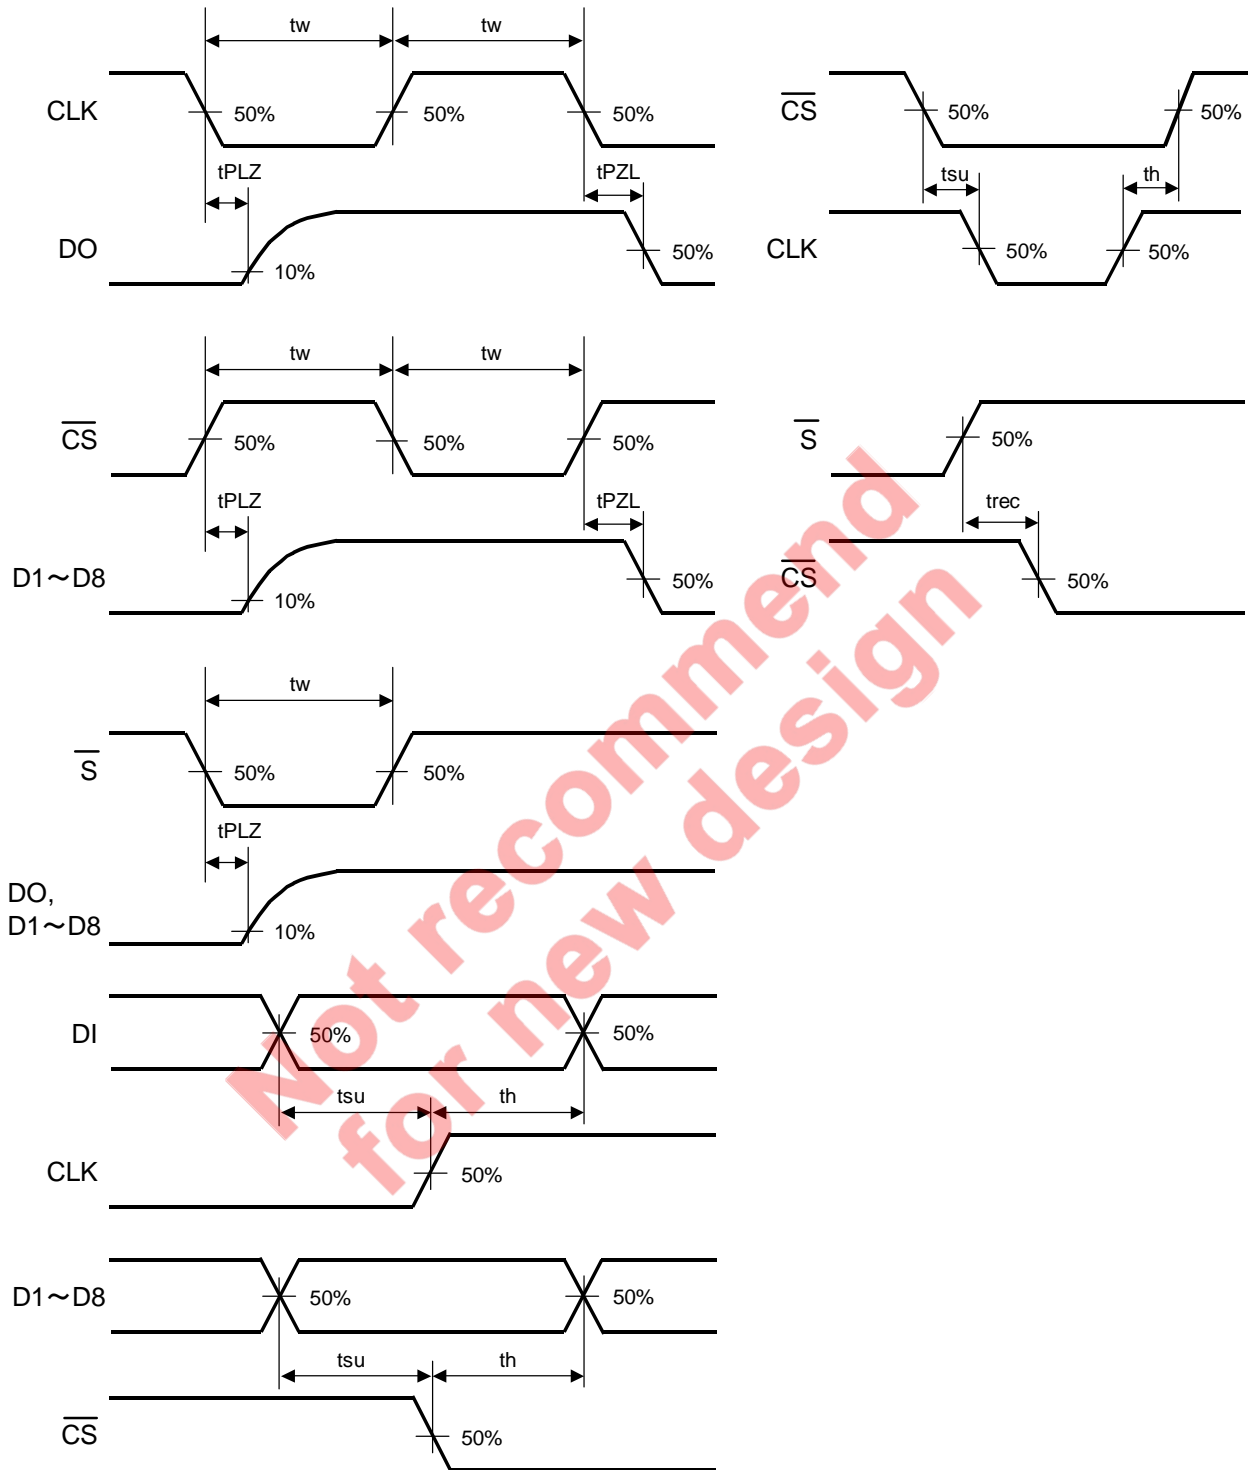 tw tw
CLK 50% 50% 50%
tPLZ tPZL
DO 10% 50%
CS 50% 50%
tsu th
CLK 50% 50%
tw tw
CS 50% 50% 50%
tPLZ tPZL
D1～D8 10% 50%
S 50%
trec
CS 50%
tw
S 50% 50%
tPLZ
DO,
D1～D8 10%
DI 50% 50%
tsu th
CLK 50%
D1～D8 50% 50%
tsu th
CS 50%
Not recommend
for new design